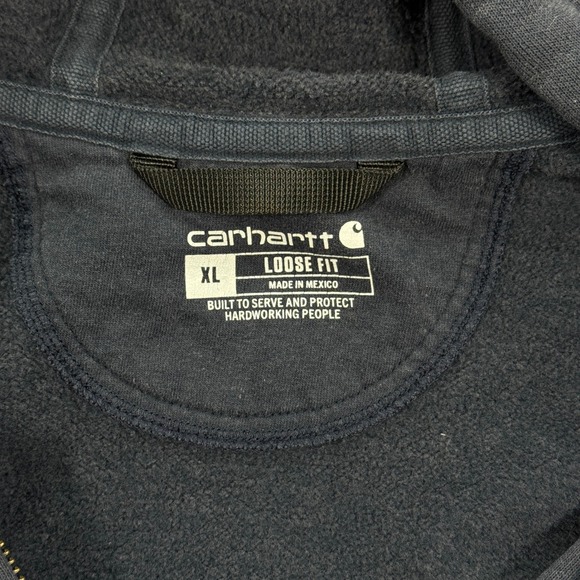 carhartt
XL LOOSE FIT
MADE IN MEXICO
BUILT TO SERVE AND PROTECT
HARDWORKING PEOPLE